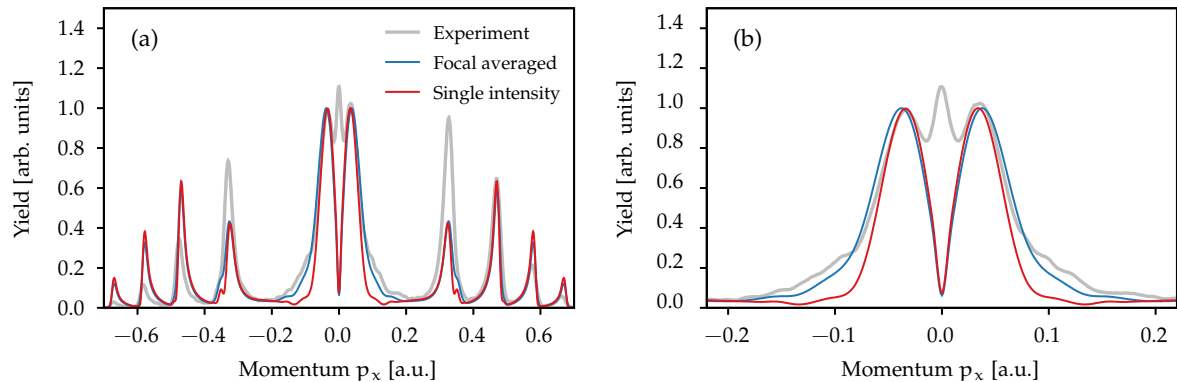 (a)
Experiment
Focal averaged
Single intensity
Yield [arb. units]
1.4
1.2
1.0
0.8
0.6
0.4
0.2
0.0
−0.6 −0.4 −0.2 0.0 0.2 0.4 0.6
Momentum pₓ [a.u.]
(b)
Yield [arb. units]
1.4
1.2
1.0
0.8
0.6
0.4
0.2
0.0
−0.2 −0.1 0.0 0.1 0.2
Momentum pₓ [a.u.]